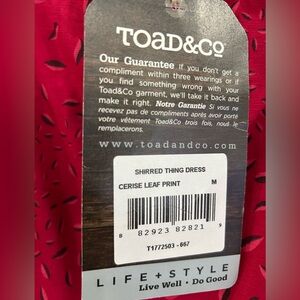 TOAD&CO
Our Guarantee If you don't get a
compliment within three wearings or if
you find something wrong with your
Toad&Co garment, we'll take it back and
make it right. Notre Garantie Si vous ne
recevez pas de compliments après avoir porté
votre vêtement Toad&Co trois fois, nous le
remplacerons.
www.toadandco.com
SHIRRED THING DRESS
CERISE LEAF PRINT M
8 82923 82821 9
T1772503 - 667
LIFE + STYLE
Live Well • Do Good